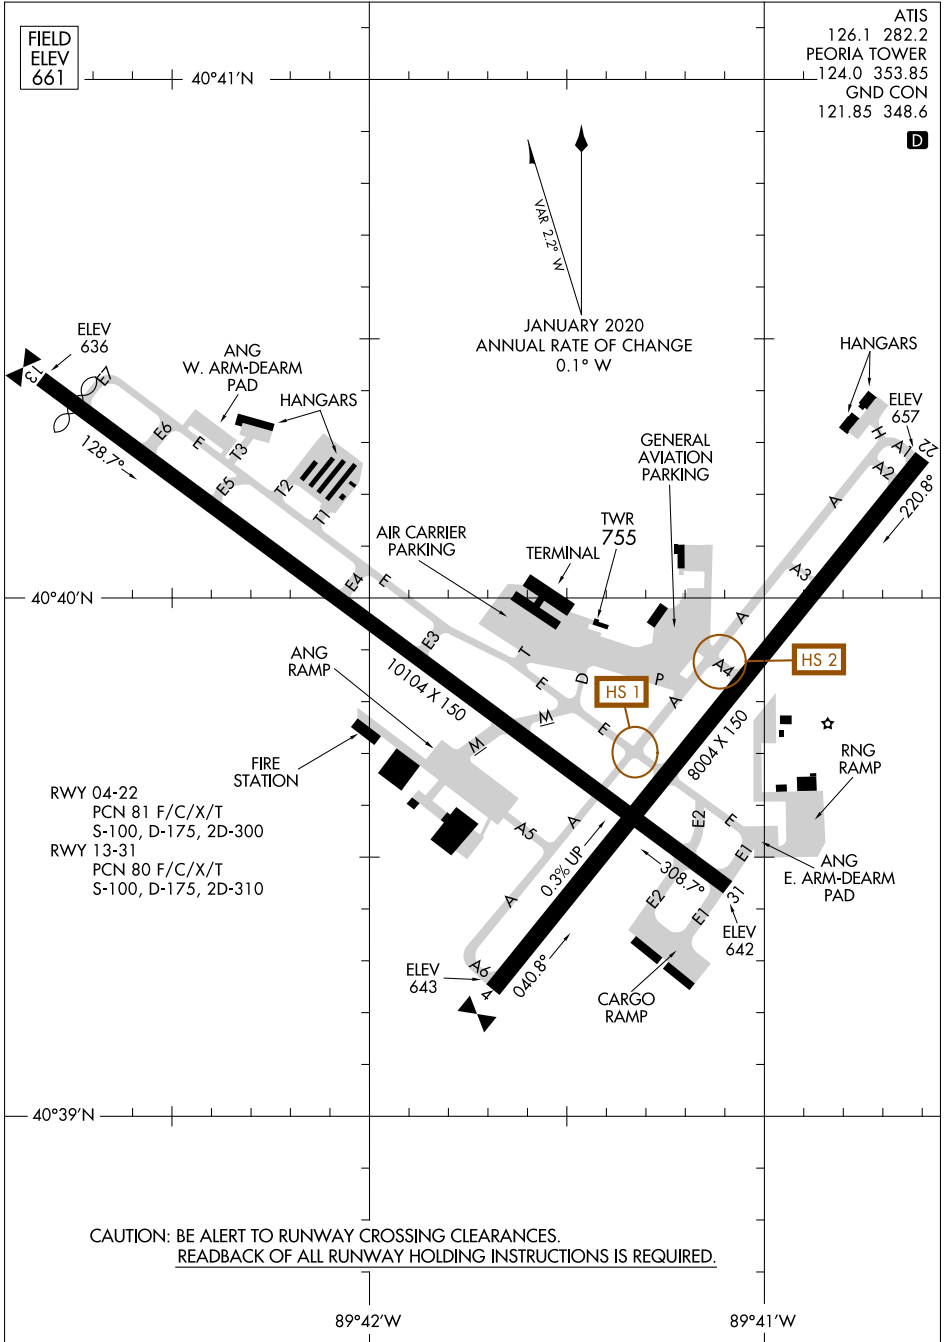 FIELD
ELEV
661
ATIS
126.1 282.2
PEORIA TOWER
124.0 353.85
GND CON
121.85 348.6
D
40°41'N
VAR 2.2° W
JANUARY 2020
ANNUAL RATE OF CHANGE
0.1° W
ELEV
636
13
E7
ANG
W. ARM-DEARM
PAD
HANGARS
E6
E
T3
E5
T2
T1
128.7°
HANGARS
ELEV
657
22
H
A1
A2
220.8°
A
A3
A
GENERAL
AVIATION
PARKING
TWR
755
AIR CARRIER
PARKING
TERMINAL
40°40'N
E4
E
E3
T
E
D
P
A
A4
HS 2
HS 1
M
M
E
ANG
RAMP
10104 X 150
8004 X 150
FIRE
STATION
RNG
RAMP
RWY 04-22
PCN 81 F/C/X/T
S-100, D-175, 2D-300
RWY 13-31
PCN 80 F/C/X/T
S-100, D-175, 2D-310
A5
A
A
0.3% UP
E2
E
E1
308.7°
E2
E1
31
ELEV
642
ANG
E. ARM-DEARM
PAD
A6
4
ELEV
643
040.8°
CARGO
RAMP
40°39'N
CAUTION: BE ALERT TO RUNWAY CROSSING CLEARANCES.
READBACK OF ALL RUNWAY HOLDING INSTRUCTIONS IS REQUIRED.
89°42'W
89°41'W